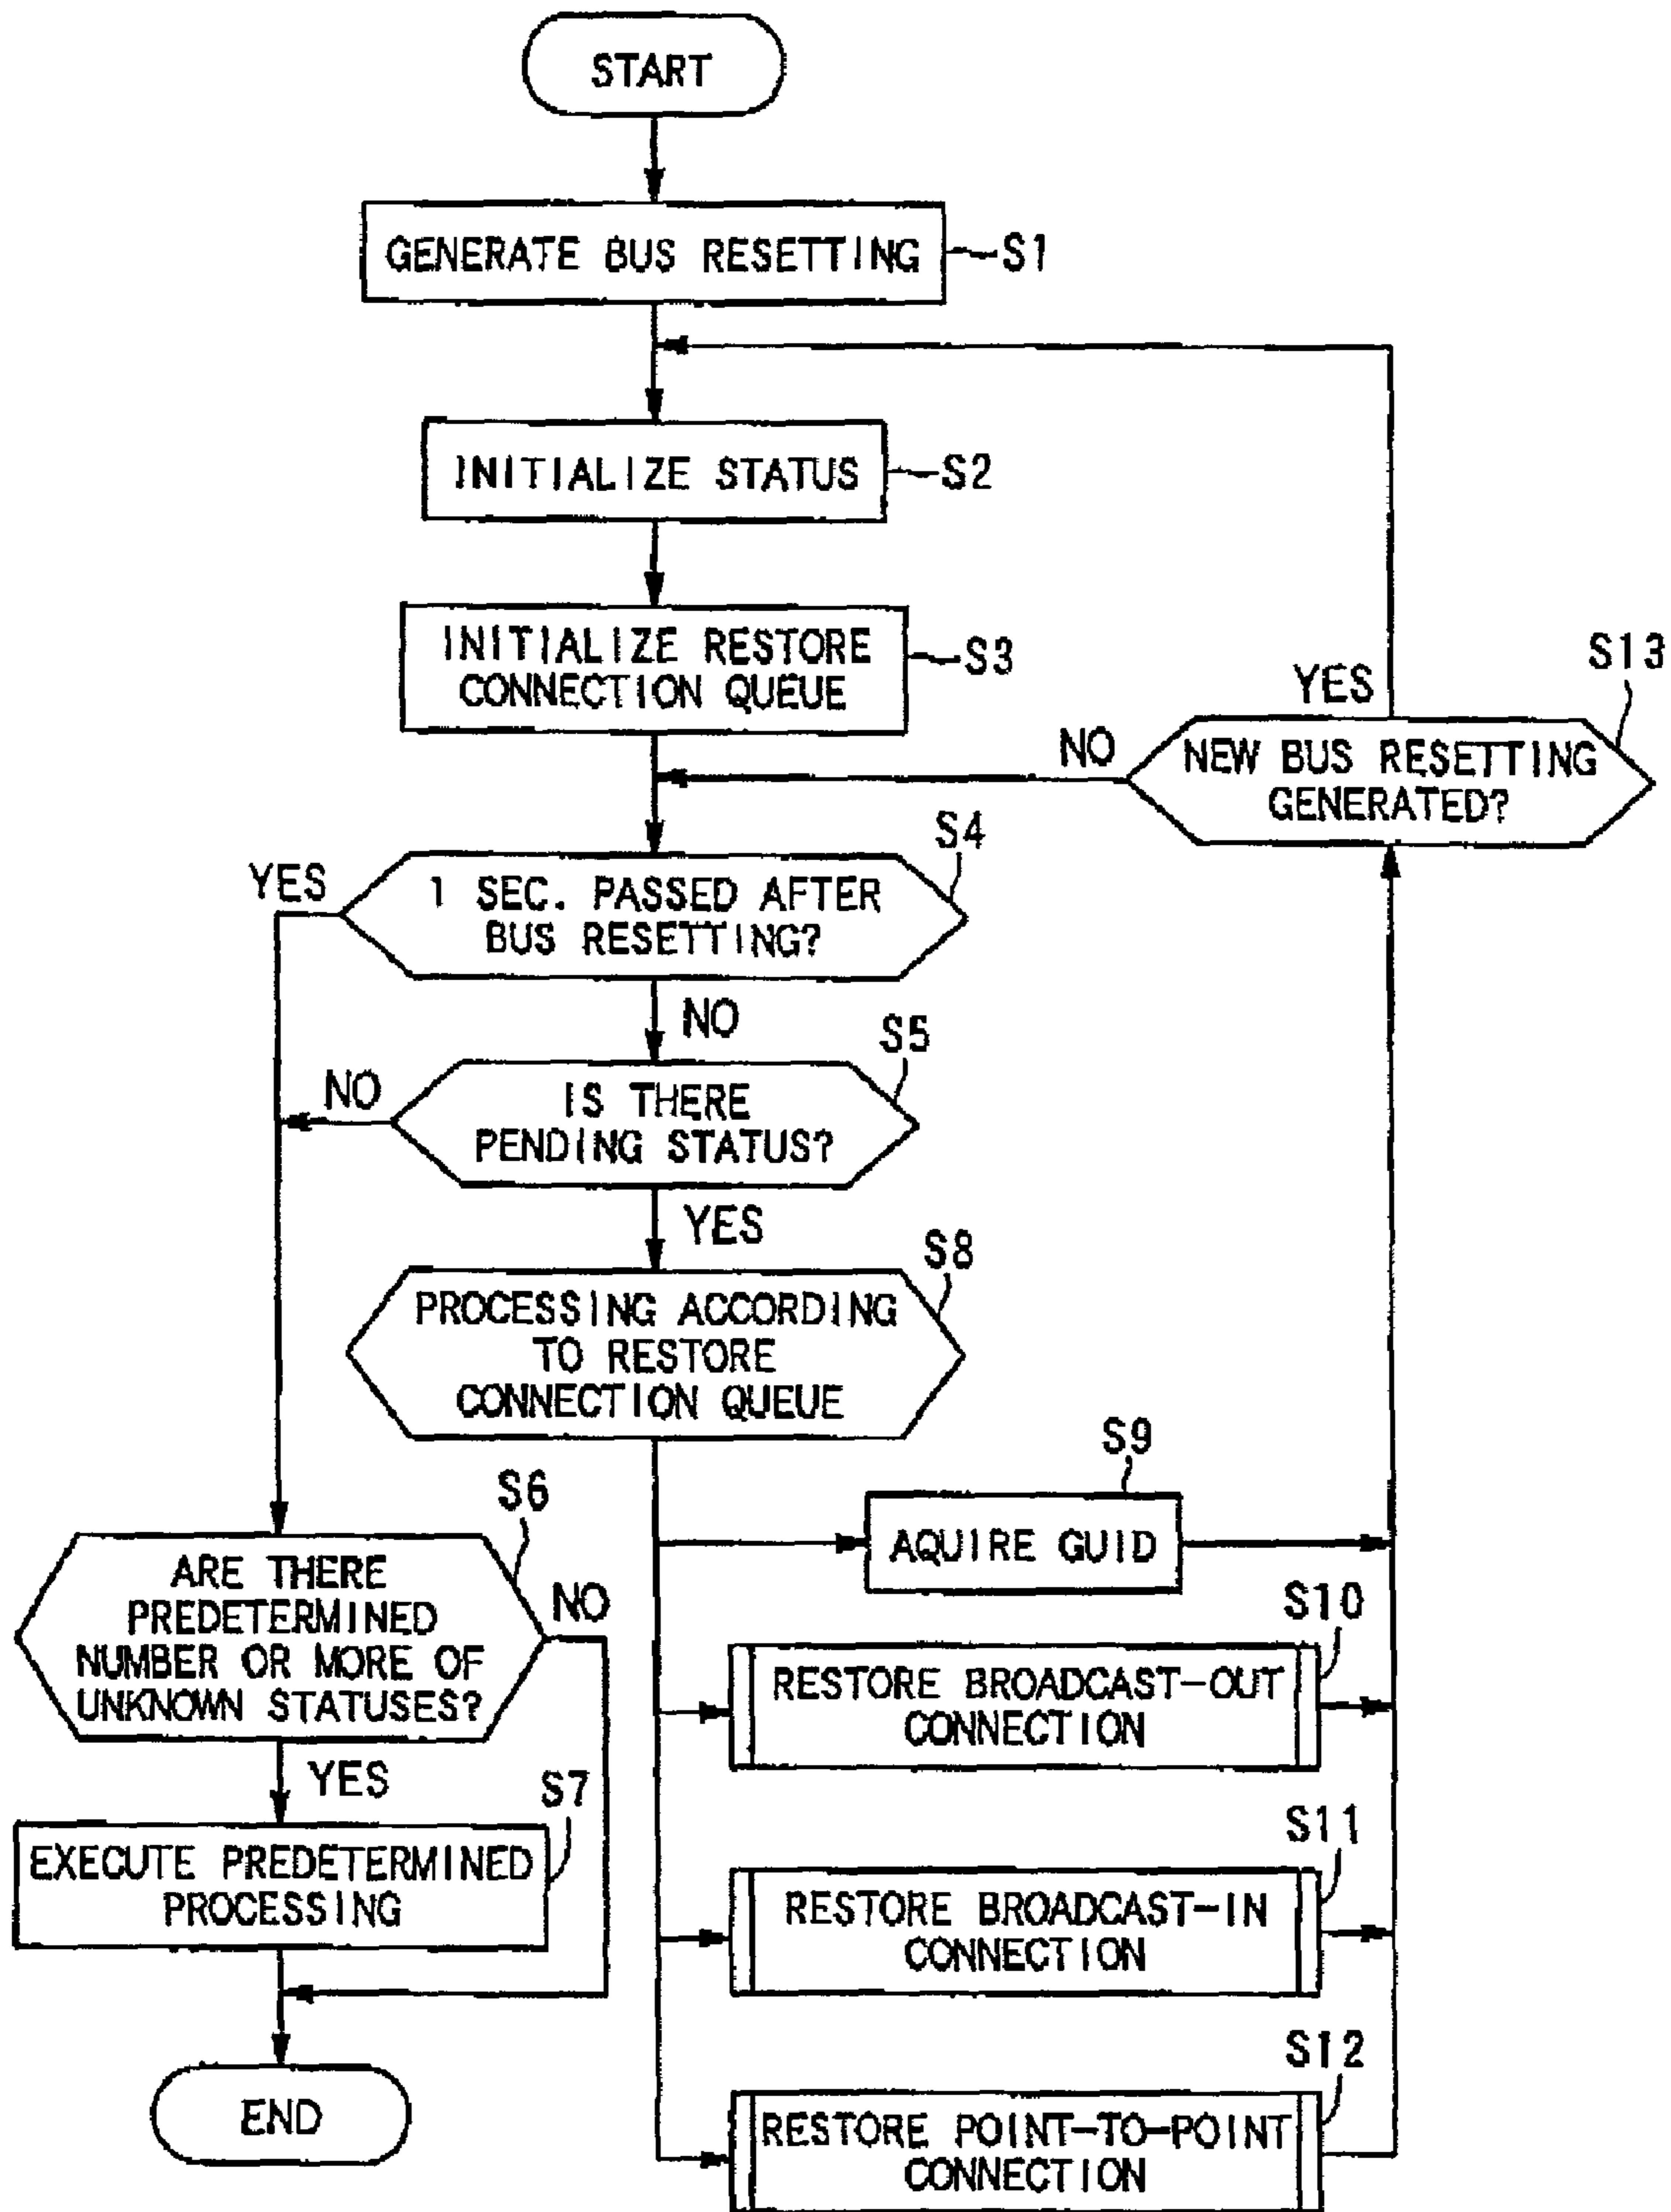 START
GENERATE BUS RESETTING
S1
INITIALIZE STATUS
S2
INITIALIZE RESTORE
CONNECTION QUEUE
S3
S13
YES
NO
NEW BUS RESETTING
GENERATED?
S4
YES
1 SEC. PASSED AFTER
BUS RESETTING?
NO
S5
NO
IS THERE
PENDING STATUS?
YES
S8
PROCESSING ACCORDING
TO RESTORE
CONNECTION QUEUE
S9
AQUIRE GUID
S6
ARE THERE
PREDETERMINED
NUMBER OR MORE OF
UNKNOWN STATUSES?
NO
S10
RESTORE BROADCAST-OUT
CONNECTION
YES
S7
EXECUTE PREDETERMINED
PROCESSING
S11
RESTORE BROADCAST-IN
CONNECTION
S12
RESTORE POINT-TO-POINT
CONNECTION
END